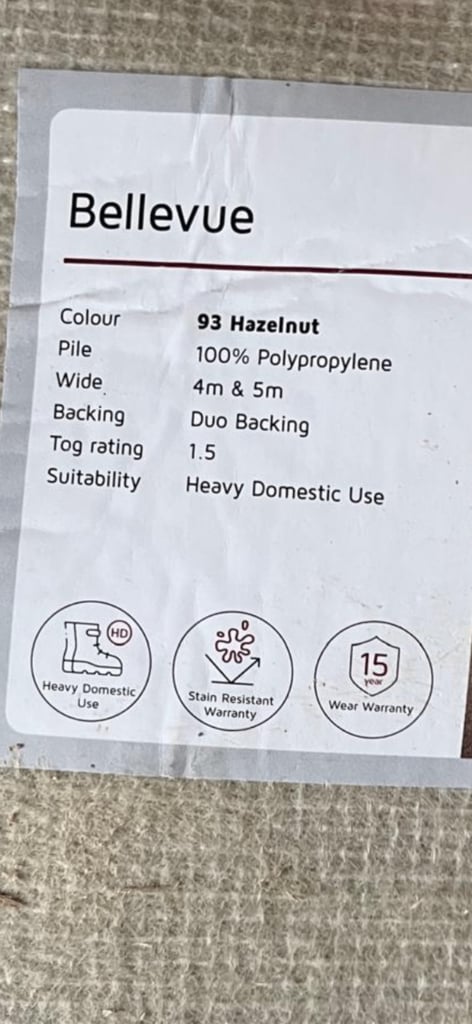 Bellevue
Colour 93 Hazelnut
Pile 100% Polypropylene
Wide 4m & 5m
Backing Duo Backing
Tog rating 1.5
Suitability Heavy Domestic Use
HD
Heavy Domestic
Use
Stain Resistant
Warranty
15
year
Wear Warranty